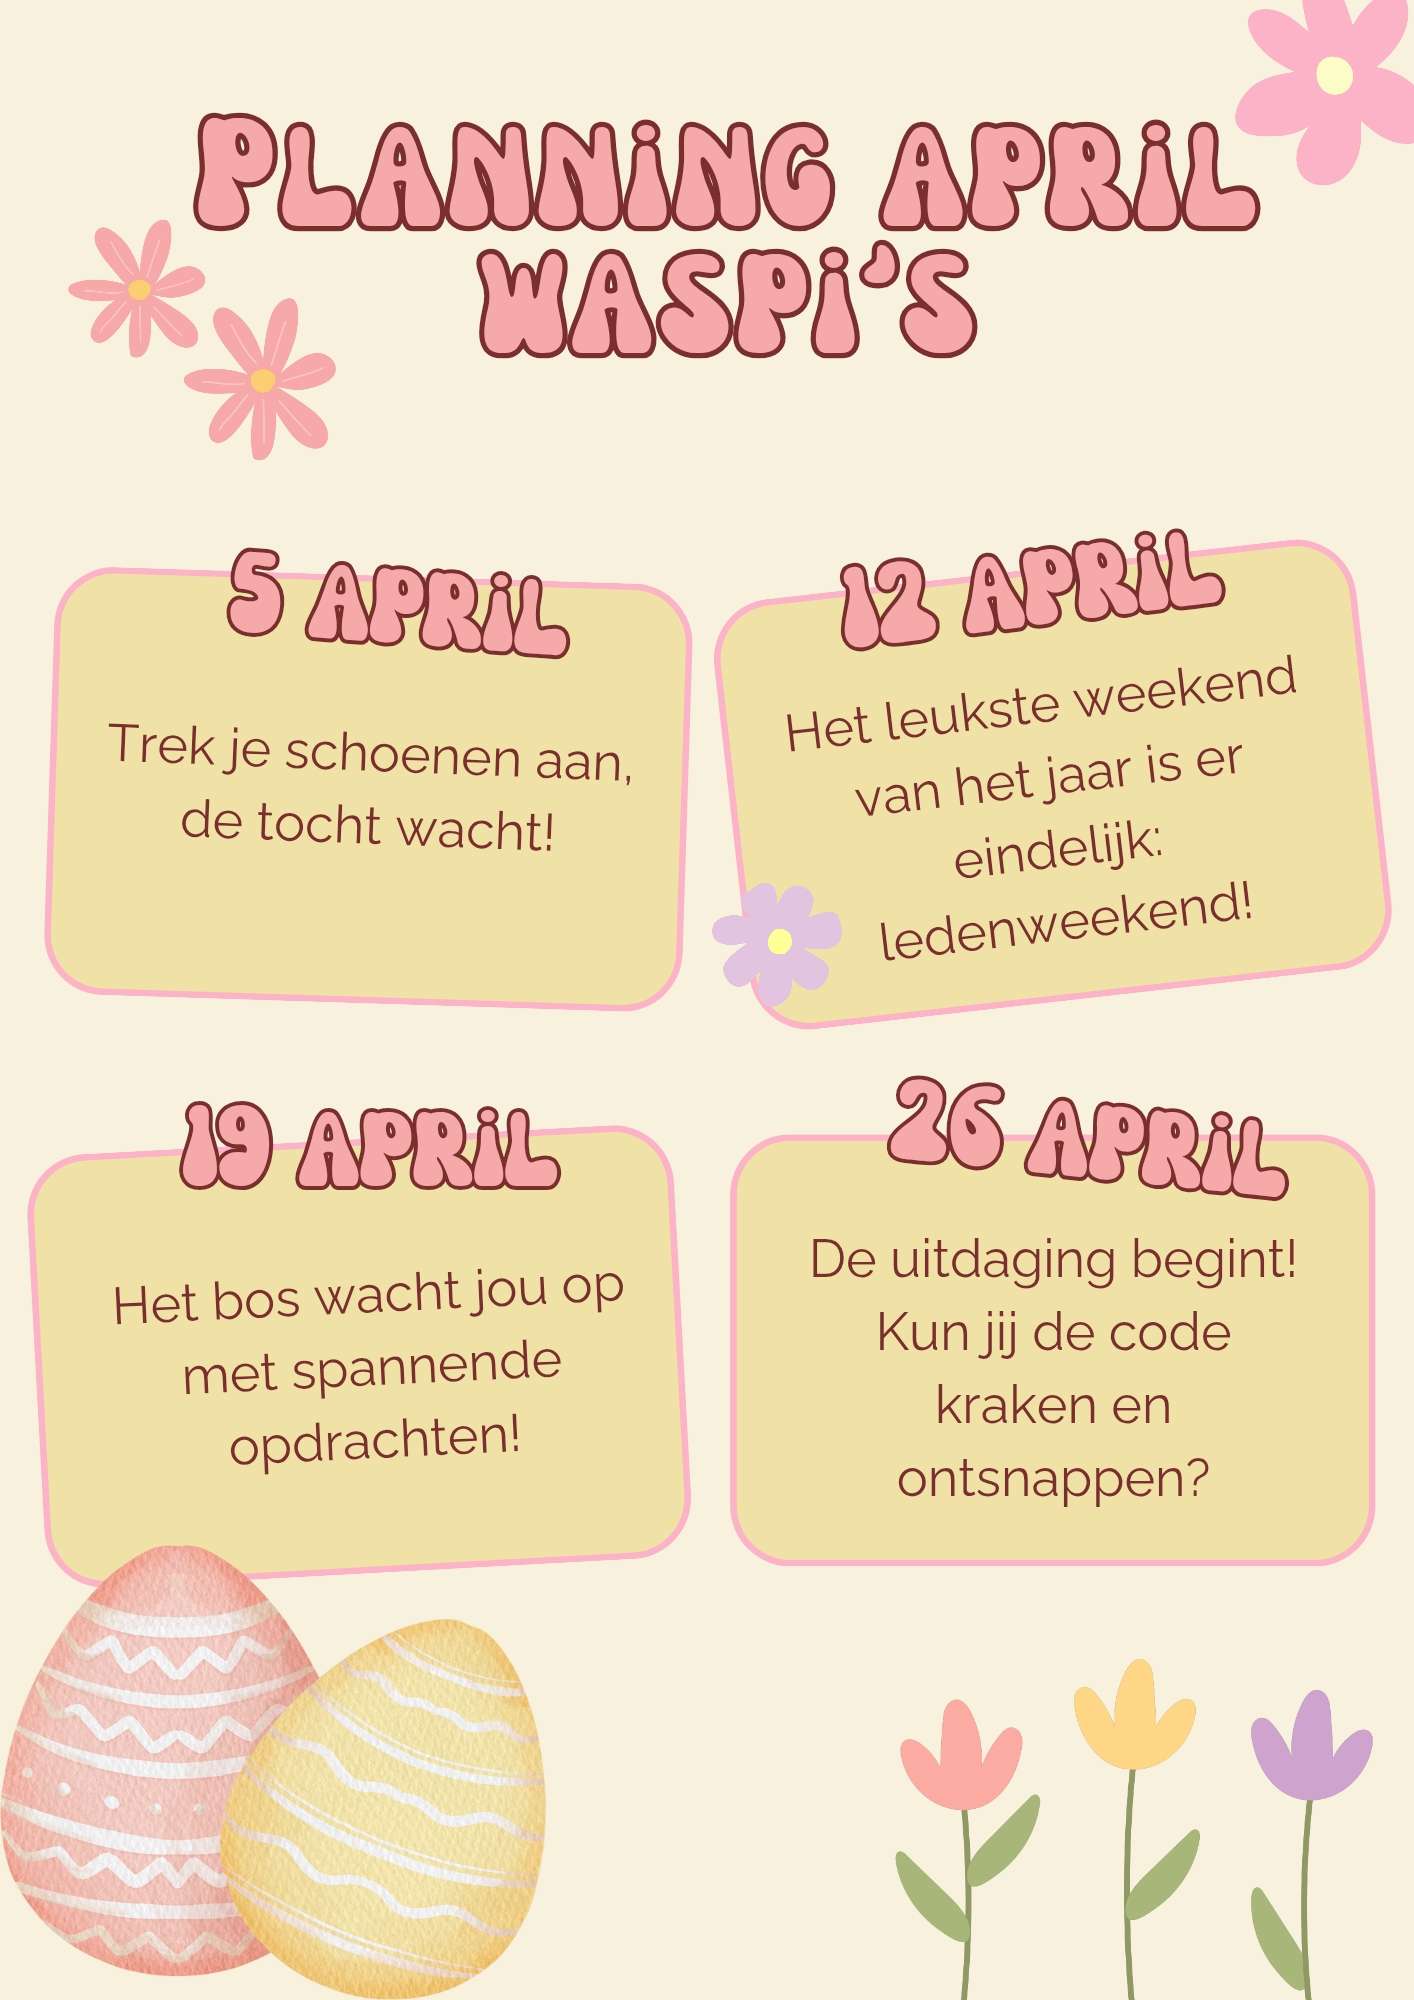 PLANNING APRIL
WASPI'S
5 APRIL
Trek je schoenen aan,
de tocht wacht!
12 APRIL
Het leukste weekend
van het jaar is er
eindelijk:
ledenweekend!
19 APRIL
Het bos wacht jou op
met spannende
opdrachten!
26 APRIL
De uitdaging begint!
Kun jij de code
kraken en
ontsnappen?